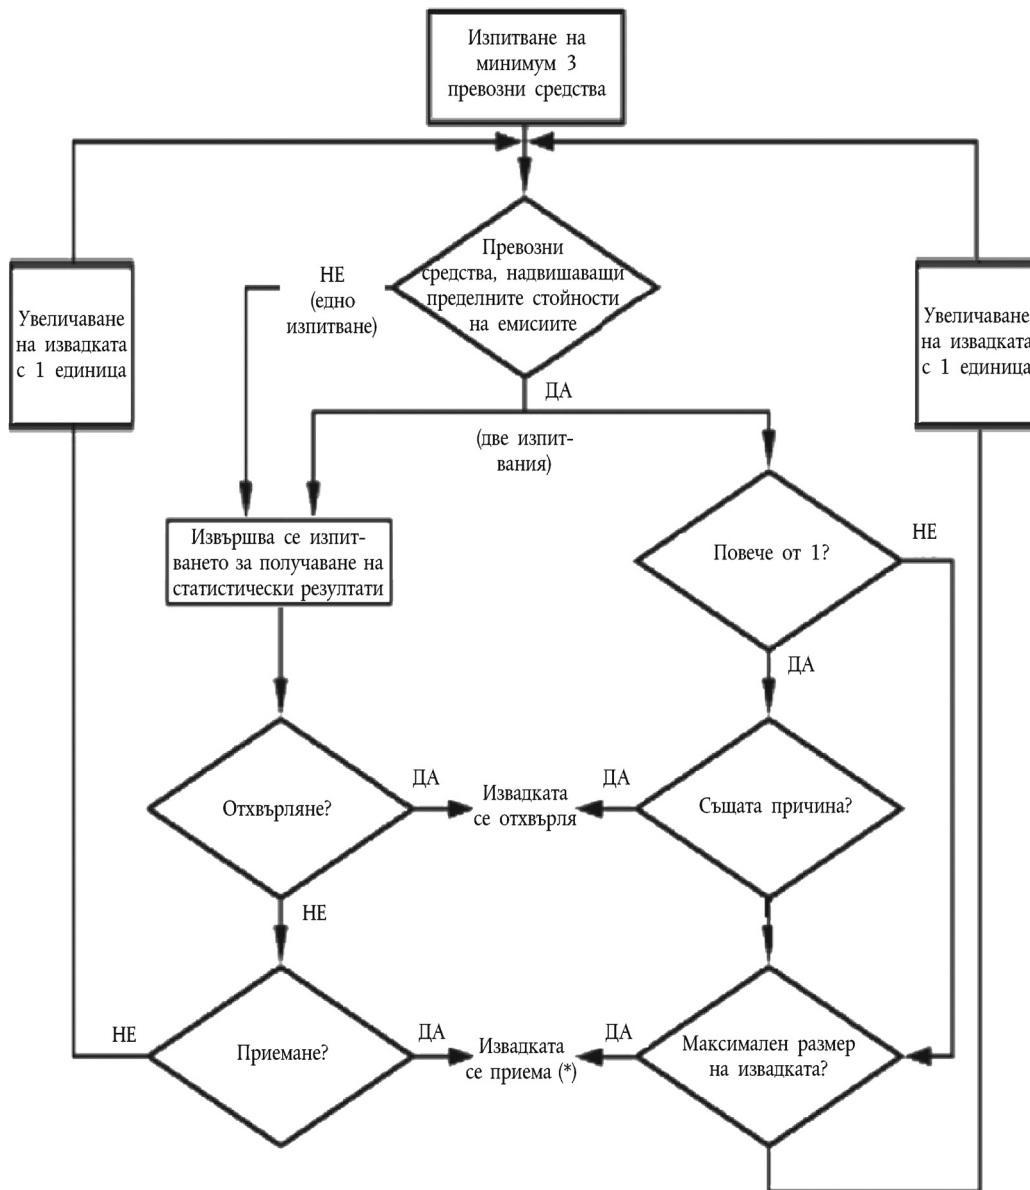 Изпитване на
минимум 3
превозни средства
Превозни
средства, надвишаващи
пределните стойности
на емисиите
НЕ
(едно
изпитване)
Увеличаване
на извадката
с 1 единица
Увеличаване
на извадката
с 1 единица
ДА
(две изпит-
вания)
Извършва се изпит-
ването за получаване на
статистически резултати
Повече от 1?
НЕ
ДА
Отхвърляне?
ДА
Извадката
се отхвърля
ДА
Същата причина?
НЕ
НЕ
Приемане?
ДА
Извадката
се приема (*)
ДА
Максимален размер
на извадката?